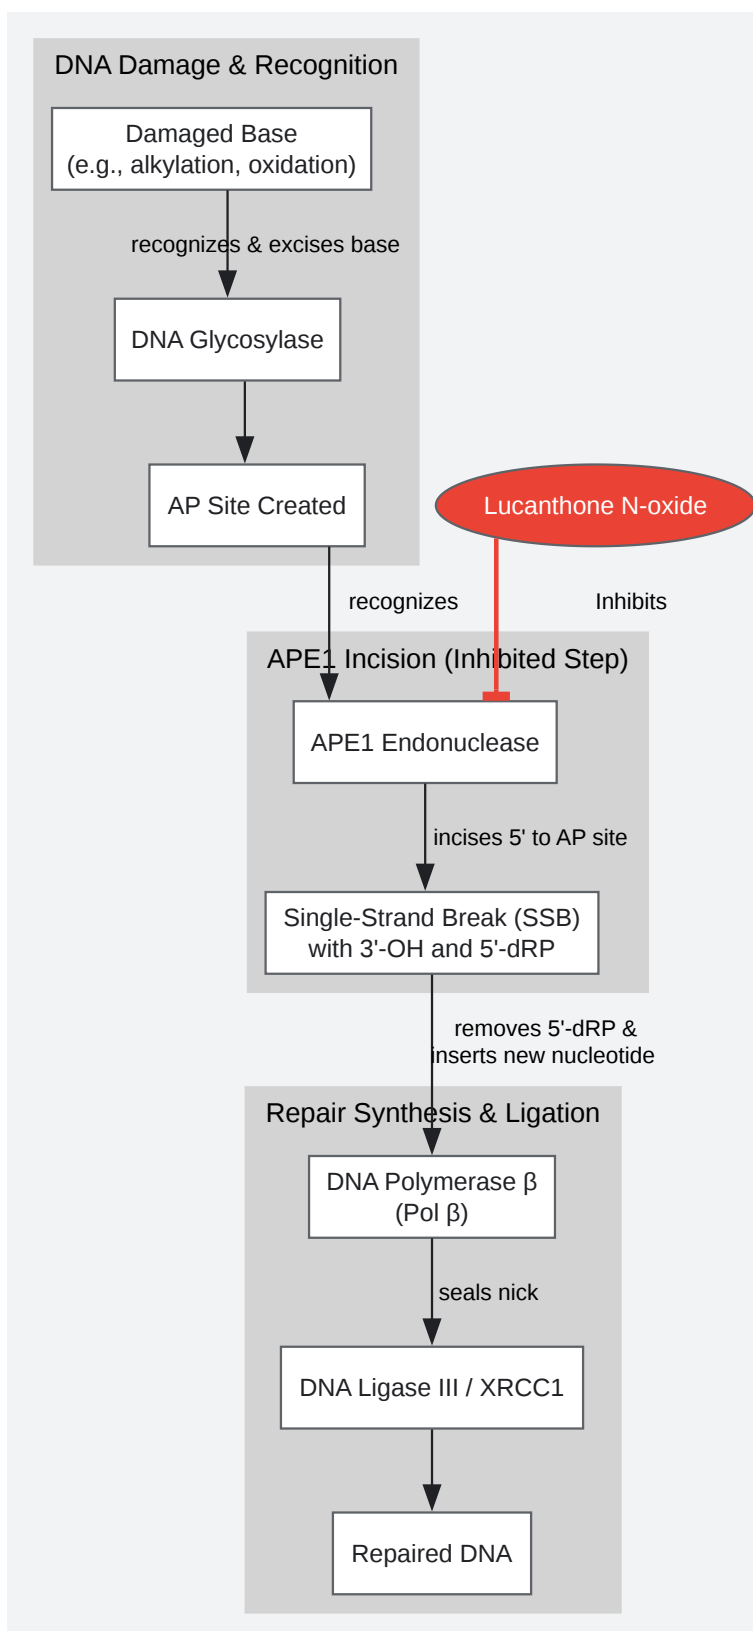 DNA Damage & Recognition
Damaged Base
(e.g., alkylation, oxidation)
recognizes & excises base
DNA Glycosylase
AP Site Created
Lucanthone N-oxide
recognizes
Inhibits
APE1 Incision (Inhibited Step)
APE1 Endonuclease
incises 5' to AP site
Single-Strand Break (SSB)
with 3'-OH and 5'-dRP
removes 5'-dRP &
inserts new nucleotide
Repair Synthesis & Ligation
DNA Polymerase β
(Pol β)
seals nick
DNA Ligase III / XRCC1
Repaired DNA